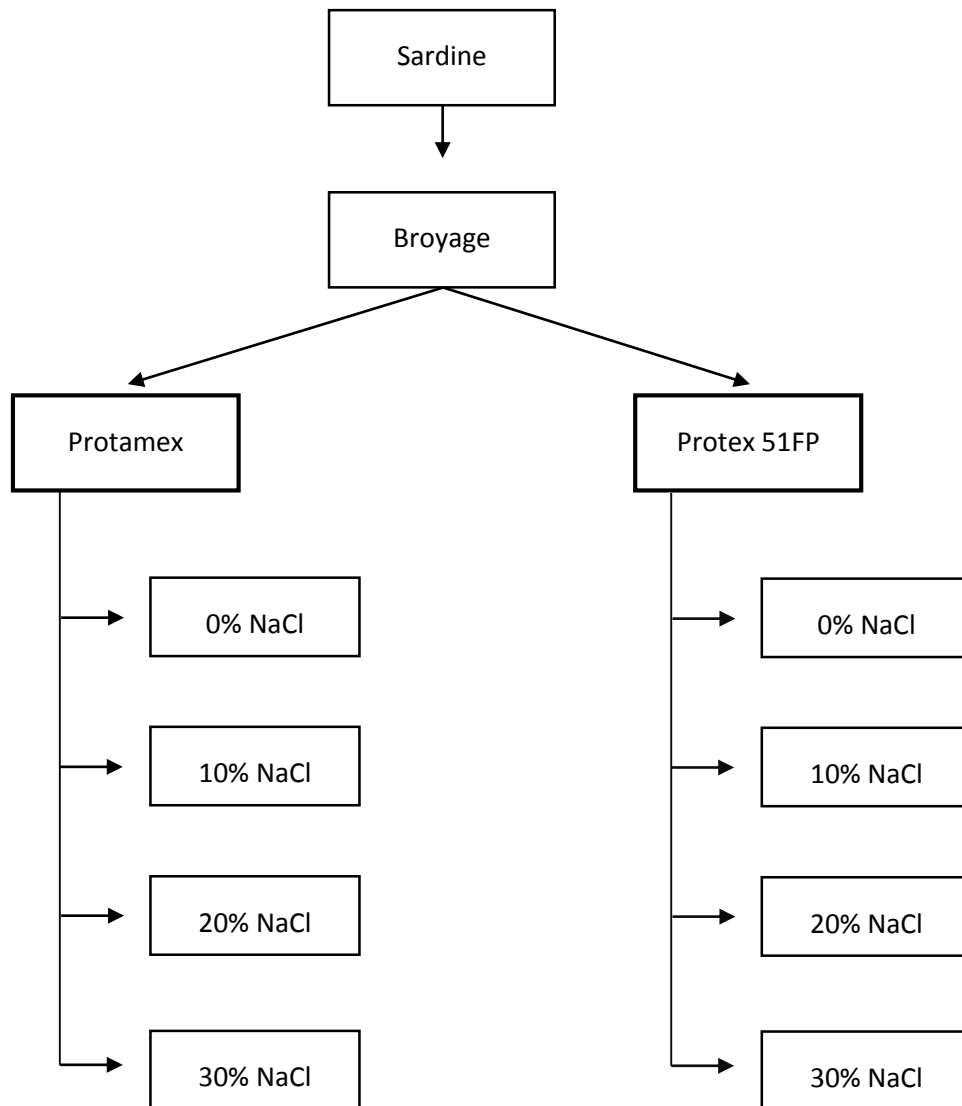 Sardine
Broyage
Protamex
Protex 51FP
0% NaCl
0% NaCl
10% NaCl
10% NaCl
20% NaCl
20% NaCl
30% NaCl
30% NaCl